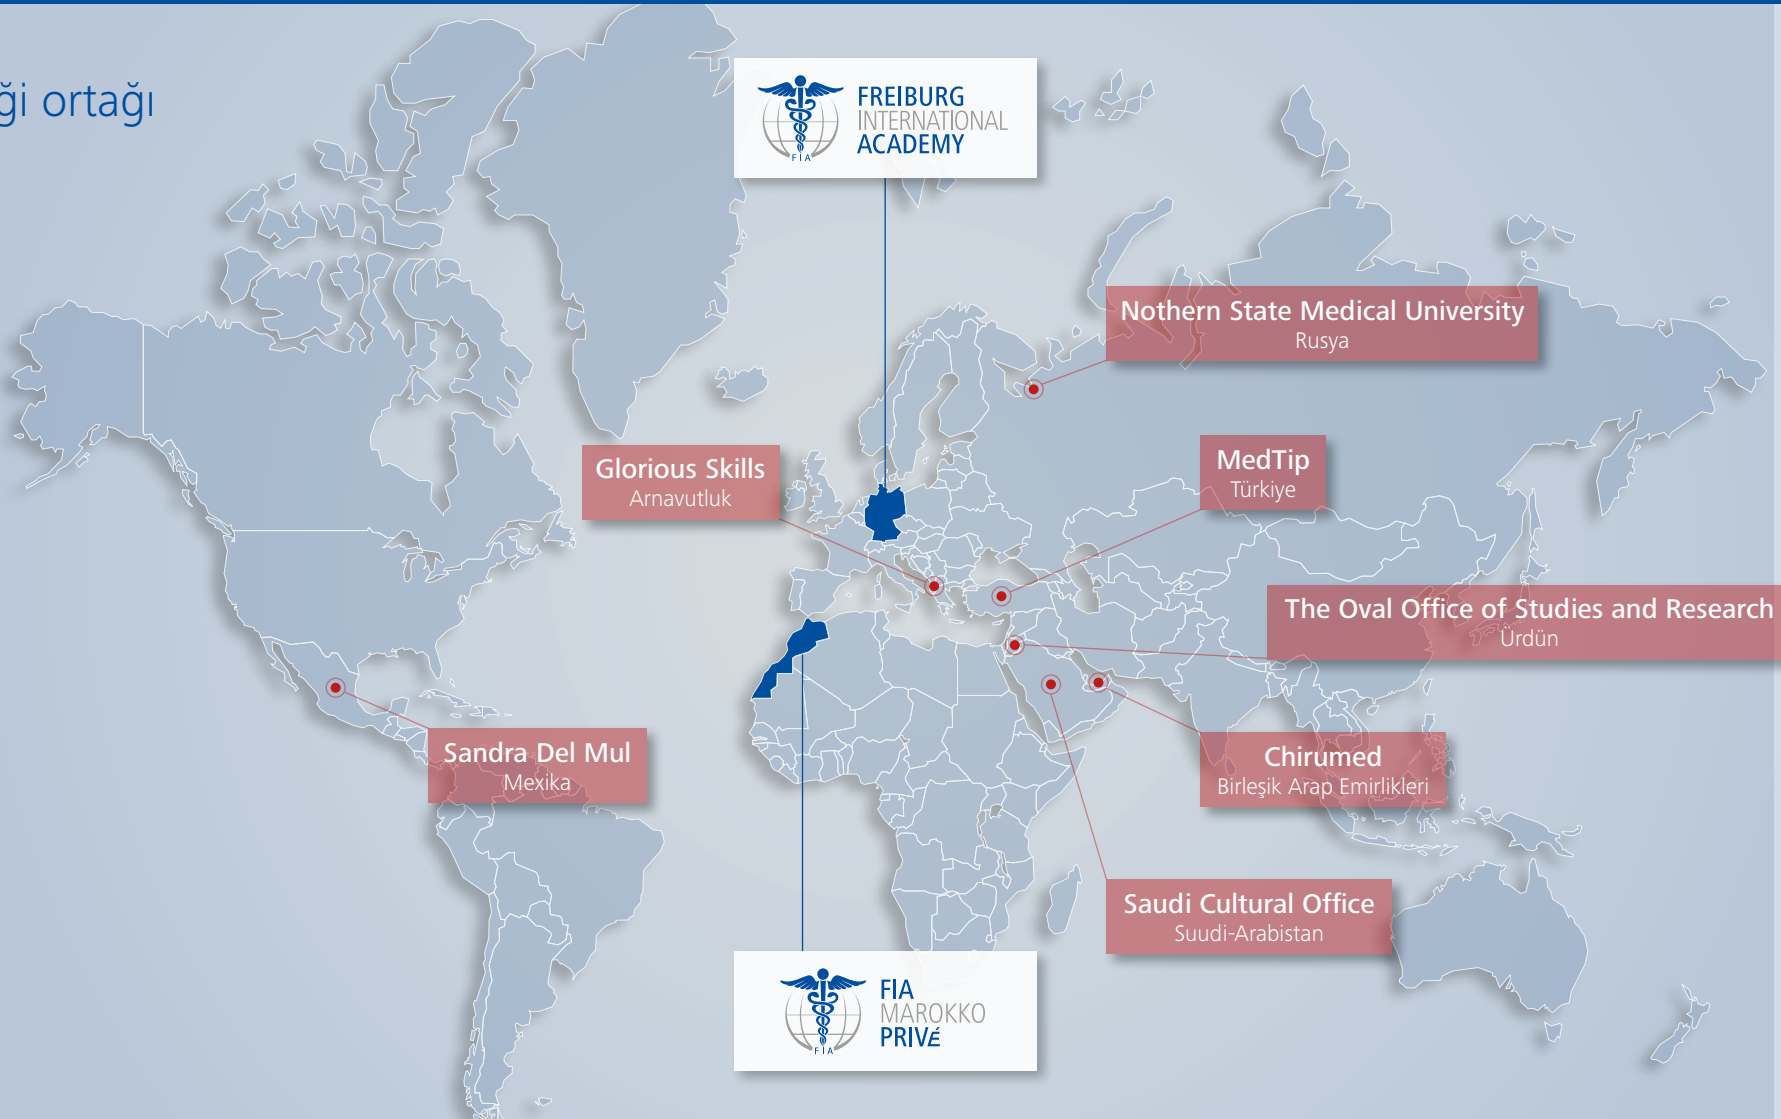 ği ortağı
FREIBURG
INTERNATIONAL
ACADEMY
FIA
Nothern State Medical University
Rusya
Glorious Skills
Arnavutluk
MedTip
Türkiye
The Oval Office of Studies and Research
Ürdün
Sandra Del Mul
Mexika
Chirumed
Birleşik Arap Emirlikleri
Saudi Cultural Office
Suudi-Arabistan
FIA
MAROKKO
PRIVÉ
FIA